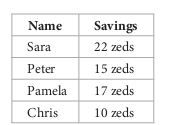 Name Savings
Sara 22 zeds
Peter 15 zeds
Pamela 17 zeds
Chris 10 zeds